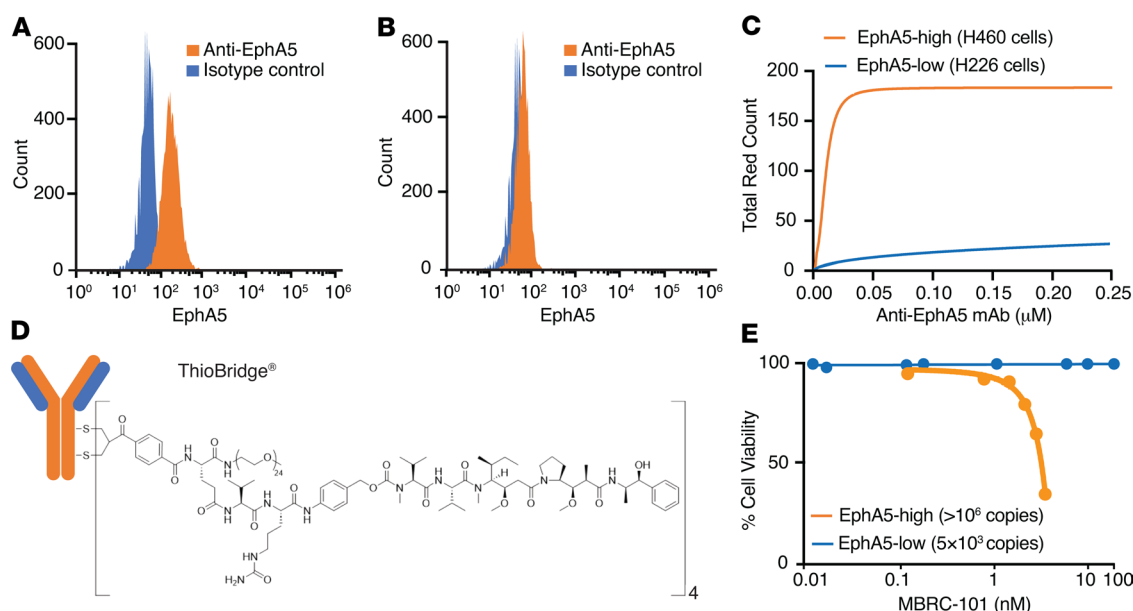 A
600
400
200
0
Count
Anti-EphA5
Isotype control
10⁰ 10¹ 10² 10³ 10⁴ 10⁵ 10⁶
EphA5
B
600
400
200
0
Count
Anti-EphA5
Isotype control
10⁰ 10¹ 10² 10³ 10⁴ 10⁵ 10⁶
EphA5
C
EphA5-high (H460 cells)
EphA5-low (H226 cells)
200
150
100
50
0
Total Red Count
0.00 0.05 0.10 0.15 0.20 0.25
Anti-EphA5 mAb (μM)
D
ThioBridge®
S
S
O
O
N
H
O
N
H
O
24
O
N
H
O
H
N
O
N
H
HN
H₂N
O
O
O
N
O
H
N
O
N
H
O
O
N
O
O
H
N
OH
4
E
100
50
0
% Cell Viability
EphA5-high (>10⁶ copies)
EphA5-low (5×10³ copies)
0.01 0.1 1 10 100
MBRC-101 (nM)